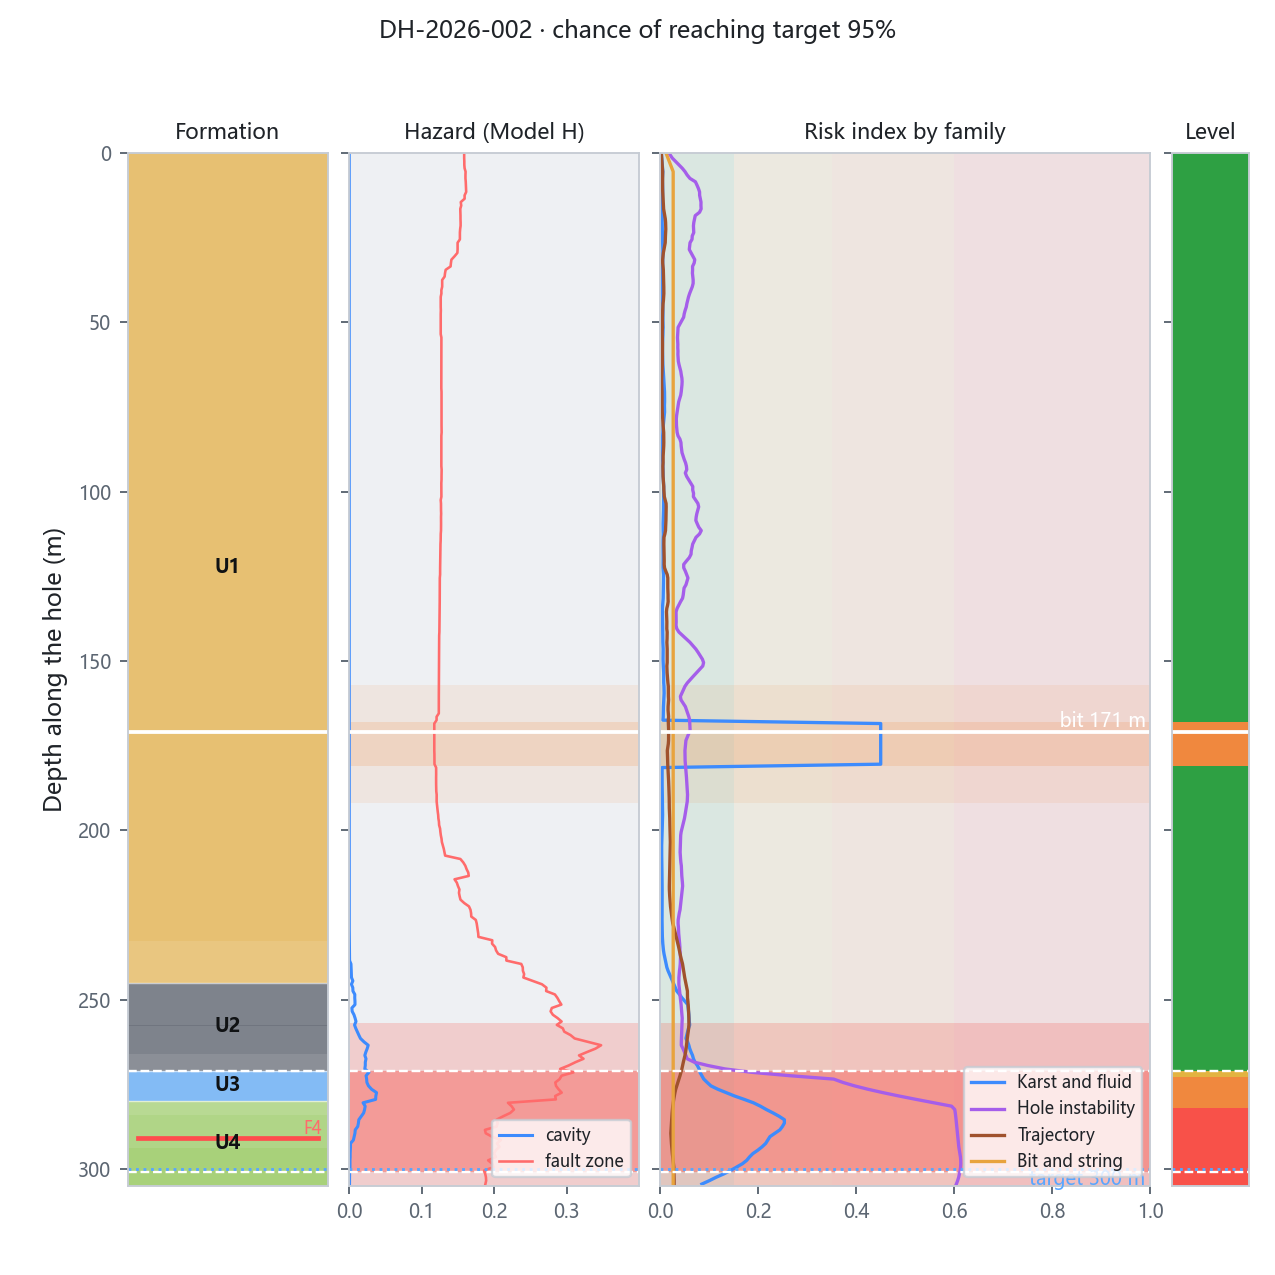 DH-2026-002 · chance of reaching target 95%
Formation
Hazard (Model H)
Risk index by family
Level
Depth along the hole (m)
0
50
100
150
200
250
300
U1
U2
U3
F4
U4
bit 171 m
cavity
fault zone
Karst and fluid
Hole instability
Trajectory
Bit and string
target 300 m
0.0 0.1 0.2 0.3
0.0 0.2 0.4 0.6 0.8 1.0